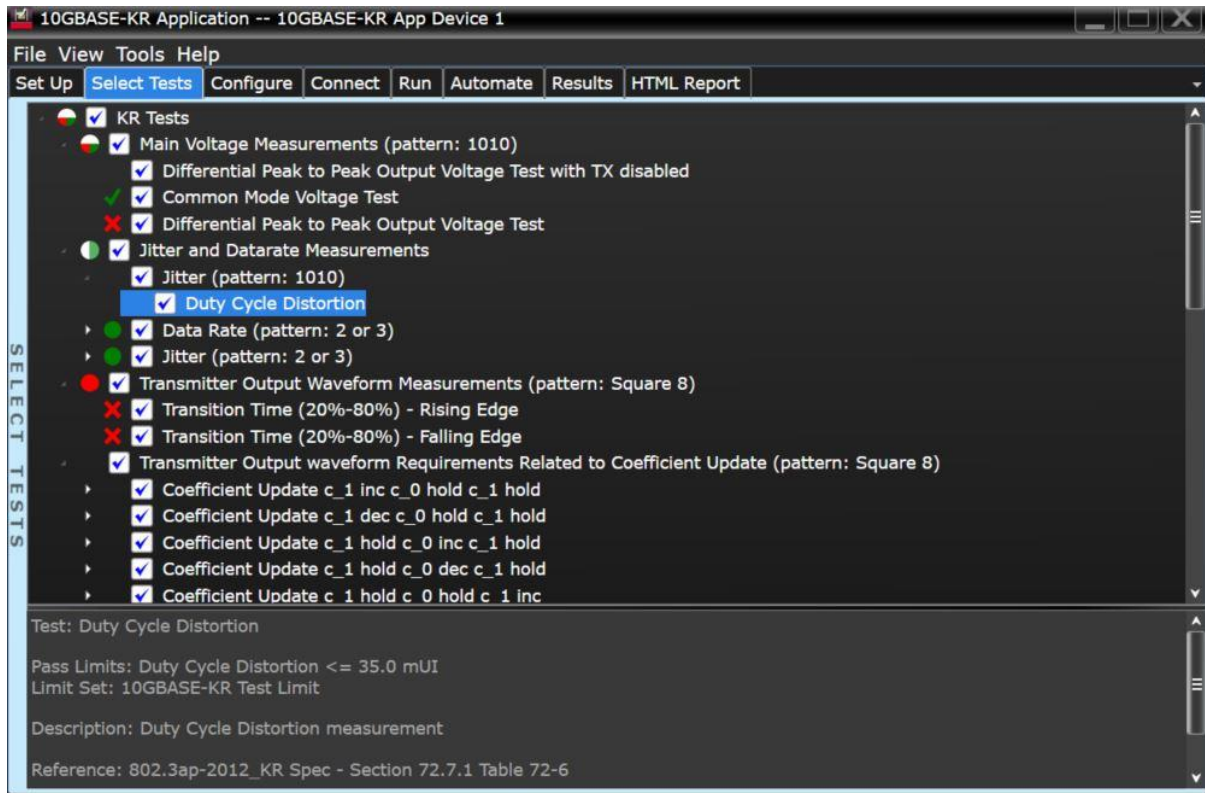 10GBASE-KR Application -- 10GBASE-KR App Device 1
File View Tools Help
Set Up Select Tests Configure Connect Run Automate Results HTML Report
SELECT TESTS
KR Tests
Main Voltage Measurements (pattern: 1010)
Differential Peak to Peak Output Voltage Test with TX disabled
Common Mode Voltage Test
Differential Peak to Peak Output Voltage Test
Jitter and Datarate Measurements
Jitter (pattern: 1010)
Duty Cycle Distortion
Data Rate (pattern: 2 or 3)
Jitter (pattern: 2 or 3)
Transmitter Output Waveform Measurements (pattern: Square 8)
Transition Time (20%-80%) - Rising Edge
Transition Time (20%-80%) - Falling Edge
Transmitter Output waveform Requirements Related to Coefficient Update (pattern: Square 8)
Coefficient Update c_1 inc c_0 hold c_1 hold
Coefficient Update c_1 dec c_0 hold c_1 hold
Coefficient Update c_1 hold c_0 inc c_1 hold
Coefficient Update c_1 hold c_0 dec c_1 hold
Coefficient Update c_1 hold c_0 hold c_1 inc
Test: Duty Cycle Distortion
Pass Limits: Duty Cycle Distortion <= 35.0 mUI
Limit Set: 10GBASE-KR Test Limit
Description: Duty Cycle Distortion measurement
Reference: 802.3ap-2012_KR Spec - Section 72.7.1 Table 72-6